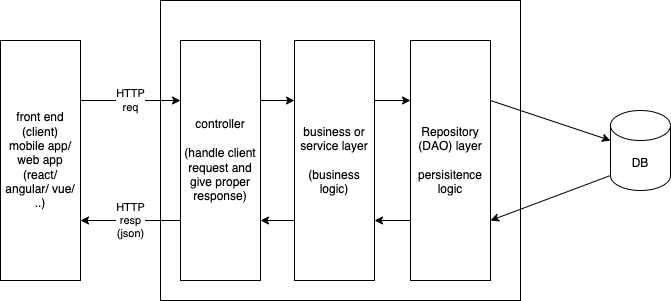 front end
(client)
mobile app/
web app
(react/
angular/ vue/
..)
HTTP
req
HTTP
resp
(json)
controller
(handle client
request and
give proper
response)
business or
service layer
(business
logic)
Repository
(DAO) layer
persisitence
logic
DB